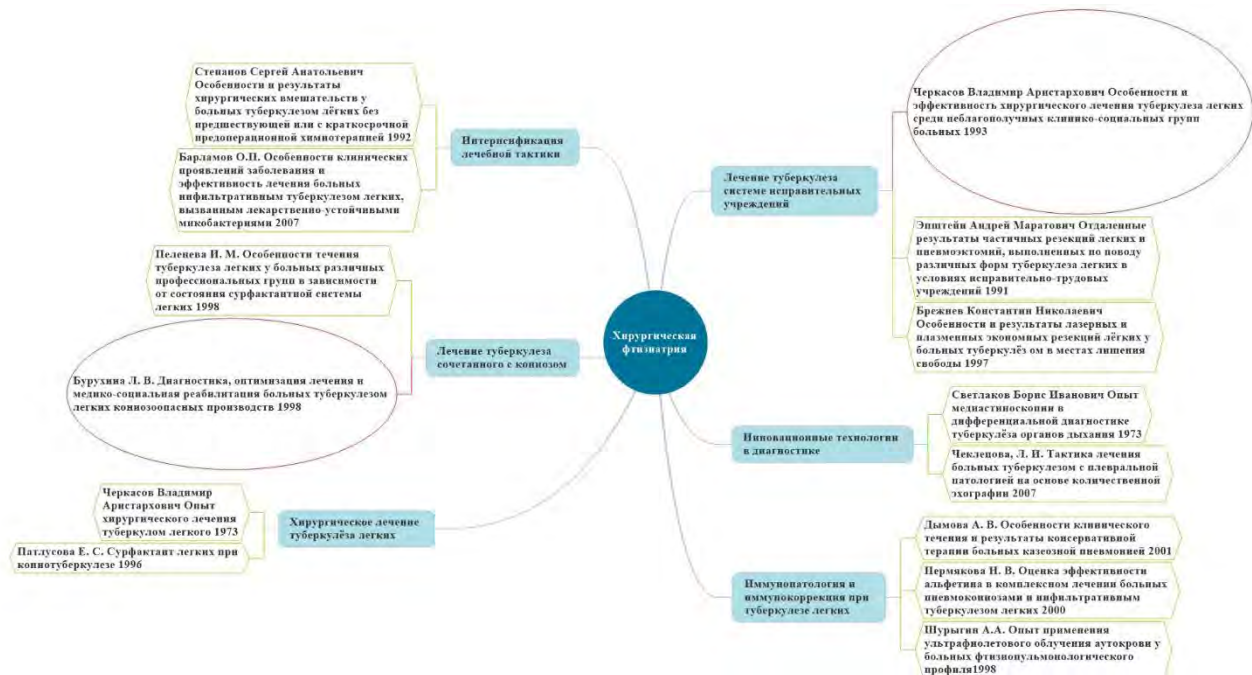 Степанов Сергей Анатольевич
Особенности и результаты
хирургических вмешательств у
больных туберкулезом лёгких без
предшествующей или с краткосрочной
предоперационной химиотерапией 1992
Барламов О.П. Особенности клинических
проявлений заболевания и
эффективность лечения больных
инфильтративным туберкулезом легких,
вызванным лекарственно-устойчивыми
микобактериями 2007
Интернсификация
лечебной тактики
Пеленева И. М. Особенности течения
туберкулеза легких у больных различных
профессиональных групп в зависимости
от состояния сурфактантной системы
легких 1998
Бурухина Л. В. Диагностика, оптимизация лечения и
медико-социальная реабилитация больных туберкулезом
легких кониозоопасных производств 1998
Лечение туберкулеза
сочетанного с кониозом
Черкасов Владимир
Аристархович Опыт
хирургического лечения
туберкулом легкого 1973
Патлусова Е. С. Сурфактант легких при
кониотуберкулезе 1996
Хирургическое лечение
туберкулёза легких
Хирургическая
фтизиатрия
Лечение туберкулеза
системе исправительных
учреждений
Черкасов Владимир Аристархович Особенности и
эффективность хирургического лечения туберкулеза легких
среди неблагополучных клинико-социальных групп
больных 1993
Эпштейн Андрей Маратович Отдаленные
результаты частичных резекций легких и
пневмоэктомий, выполненных по поводу
различных форм туберкулеза легких в
условиях исправительно-трудовых
учреждений 1991
Брежнев Константин Николаевич
Особенности и результаты лазерных и
плазменных экономных резекций лёгких у
больных туберкулёз ом в местах лишения
свободы 1997
Инновационные технологии
в диагностике
Светлаков Борис Иванович Опыт
медиастиноскопии в
дифференциальной диагностике
туберкулёза органов дыхания 1973
Чеклецова, Л. И. Тактика лечения
больных туберкулезом с плевральной
патологией на основе количественной
эхографии 2007
Иммунопатология и
иммунокоррекция при
туберкулезе легких
Дымова А. В. Особенности клинического
течения и результаты консервативной
терапии больных казеозной пневмонией 2001
Пермякова Н. В. Оценка эффективности
альфетина в комплексном лечении больных
пневмокониозами и инфильтративным
туберкулезом легких 2000
Шурыгин А.А. Опыт применения
ультрафиолетового облучения аутокрови у
больных фтизиопульмонологического
профиля1998